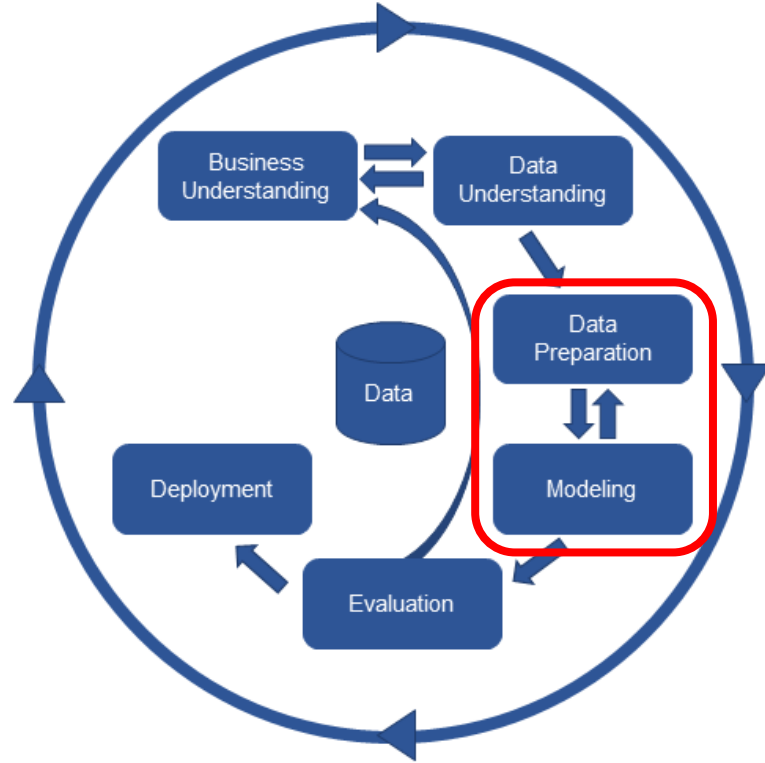 Business
Understanding
Data
Understanding
Data
Preparation
Data
Deployment
Modeling
Evaluation